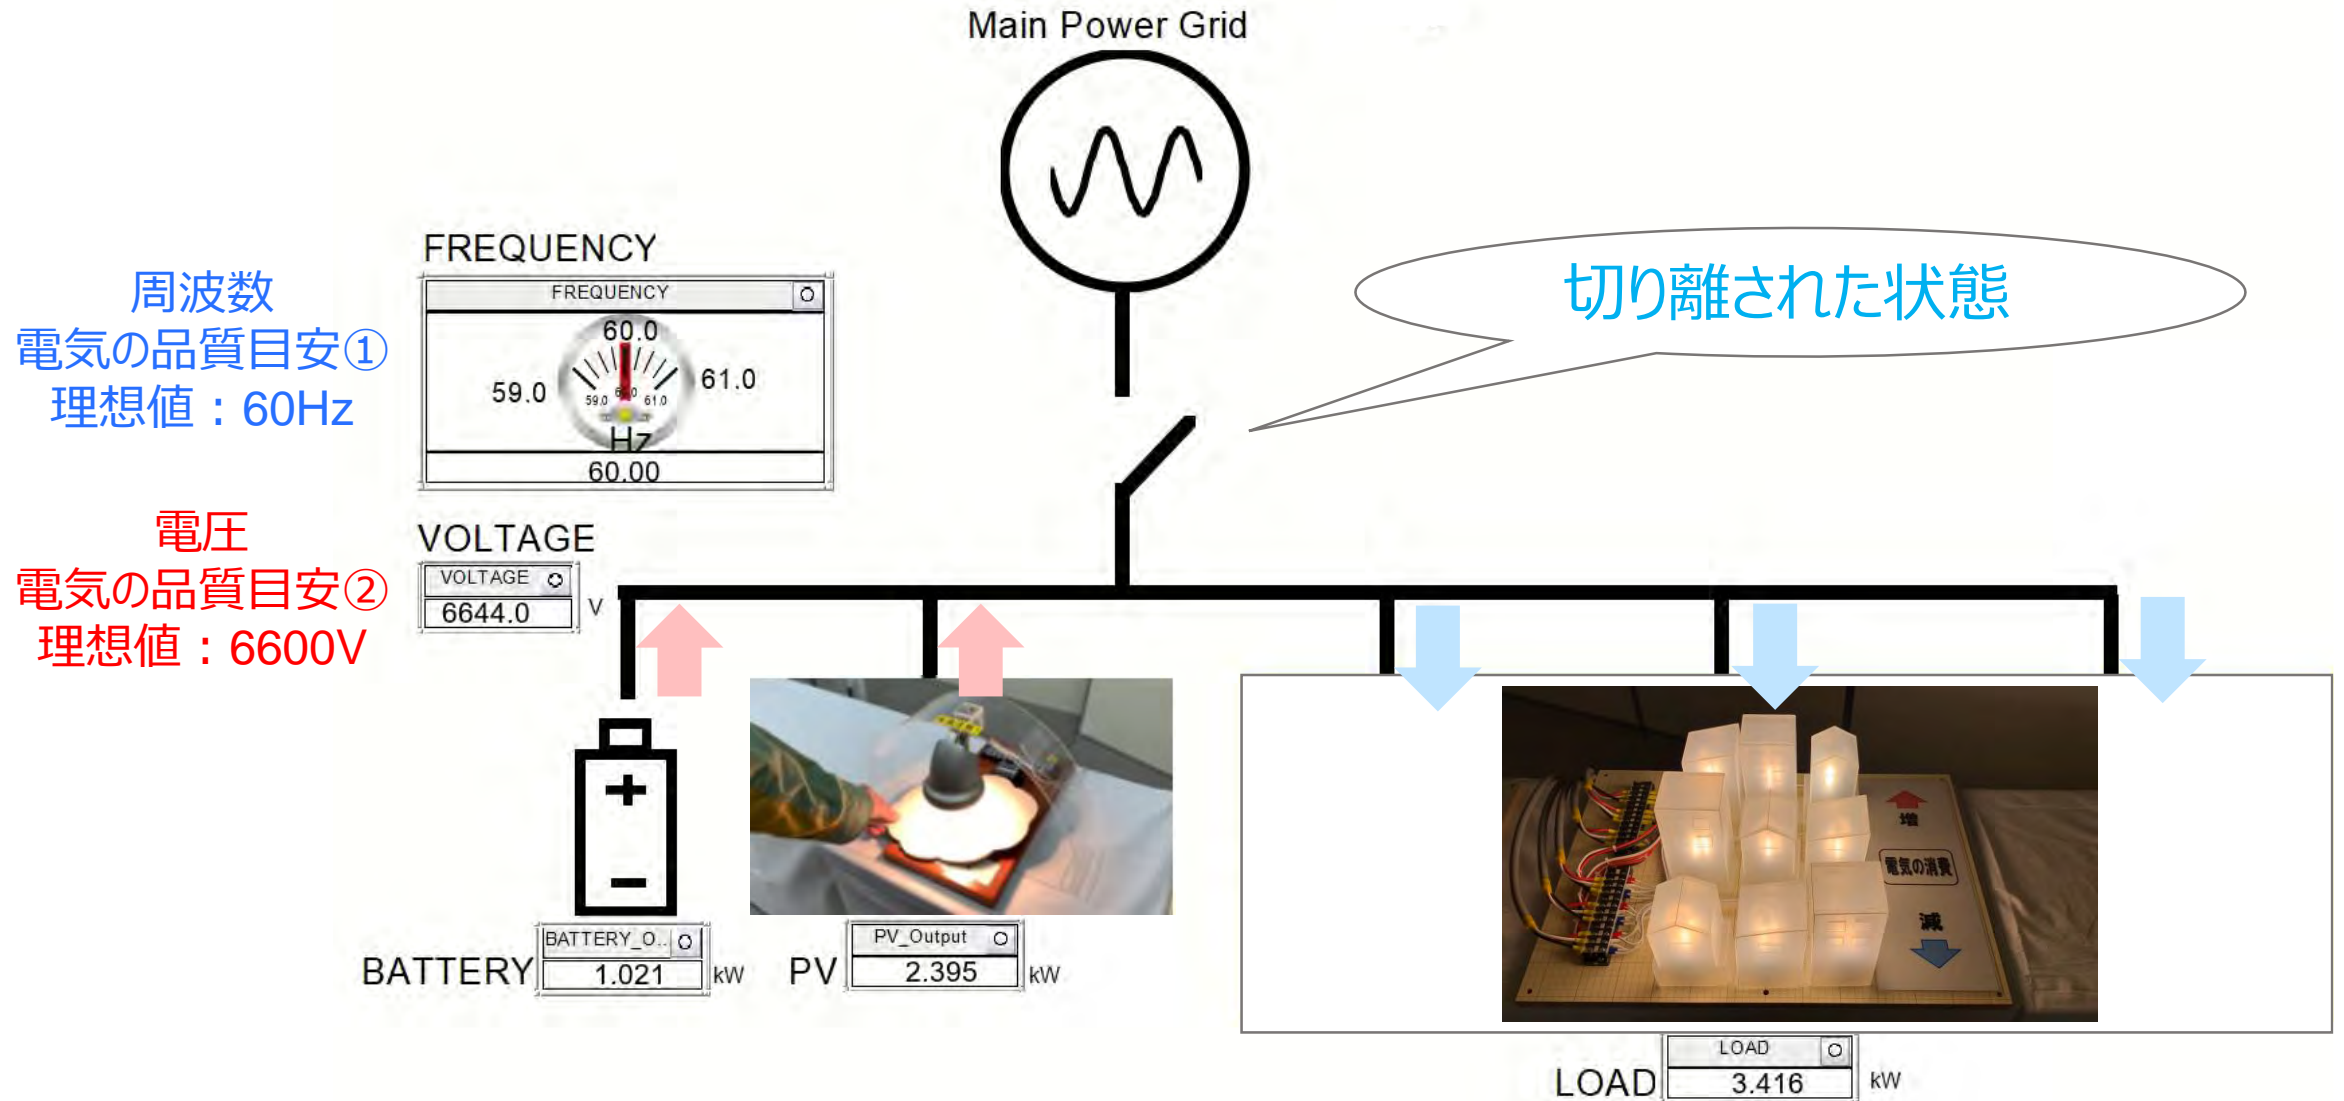 Main Power Grid
FREQUENCY
FREQUENCY
60.0
59.0
61.0
59.0
61.0
Hz
60.00
周波数
電気の品質目安①
理想値：60Hz
切り離された状態
電圧
電気の品質目安②
理想値：6600V
VOLTAGE
VOLTAGE
6644.0
V
+
−
BATTERY
BATTERY_O..
1.021
kW
PV
PV_Output
2.395
kW
増
電気の消費
減
LOAD
LOAD
3.416
kW